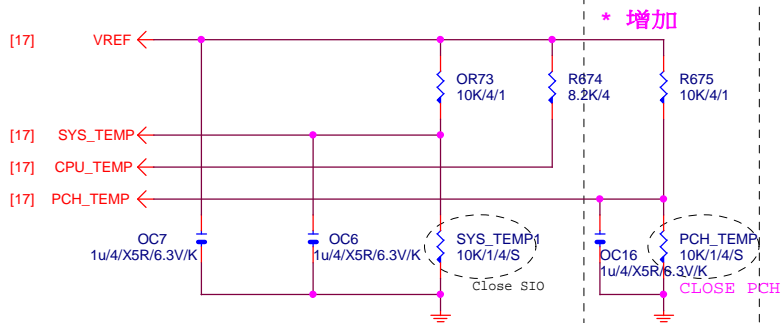 * 增加
[17] VREF
OR73 R674 R675
10K/4/1 8.2K/4 10K/4/1
[17] SYS_TEMP
[17] CPU_TEMP
[17] PCH_TEMP
OC7 OC6 SYS_TEMP1 OC16 PCH_TEMP
1u/4/X5R/6.3V/K 1u/4/X5R/6.3V/K 10K/1/4/S 1u/4/X5R/6.3V/K 10K/1/4/S
Close SIO CLOSE PCH